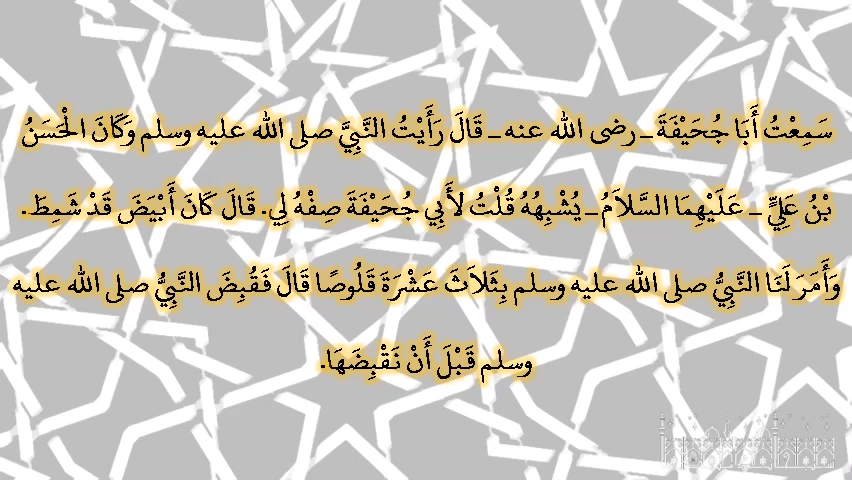 سَمِعْتُ أَبَا جُحَيْفَةَ ـ رضى الله عنه ـ قَالَ رَأَيْتُ النَّبِيَّ صلى الله عليه وسلم وَكَانَ الْحَسَنُ
بْنُ عَلِيٍّ ـ عَلَيْهِمَا السَّلاَمُ ـ يُشْبِهُهُ قُلْتُ لأَبِي جُحَيْفَةَ صِفْهُ لِي. قَالَ كَانَ أَبْيَضَ قَدْ شَمِطَ.
وَأَمَرَ لَنَا النَّبِيُّ صلى الله عليه وسلم بِثَلاَثَ عَشْرَةَ قَلُوصًا قَالَ فَقُبِضَ النَّبِيُّ صلى الله عليه
وسلم قَبْلَ أَنْ نَقْبِضَهَا.